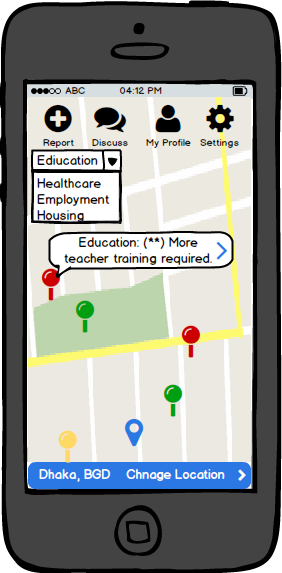 ABC 04:12 PM
Report Discuss My Profile Settings
Eduication
Healthcare
Employment
Housing
Education: (**) More
teacher training required.
Dhaka, BGD Chnage Location